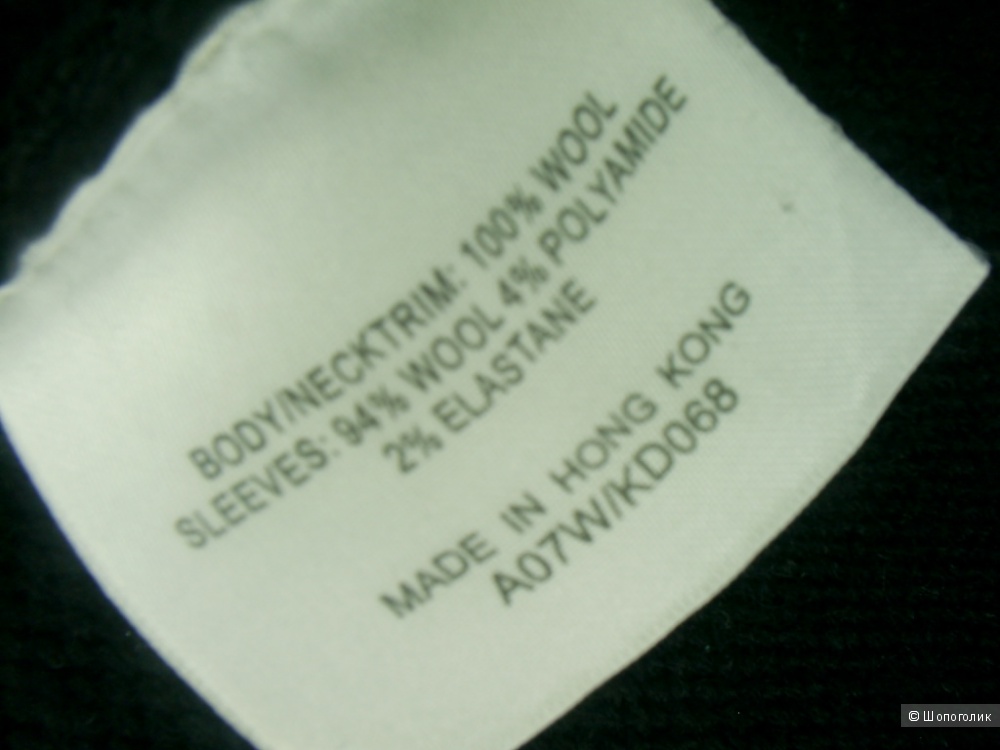 BODY/NECKTRIM: 100% WOOL
SLEEVES: 94% WOOL 4% POLYAMIDE
2% ELASTANE
MADE IN HONG KONG
A07W/KD068
© Шопоголик